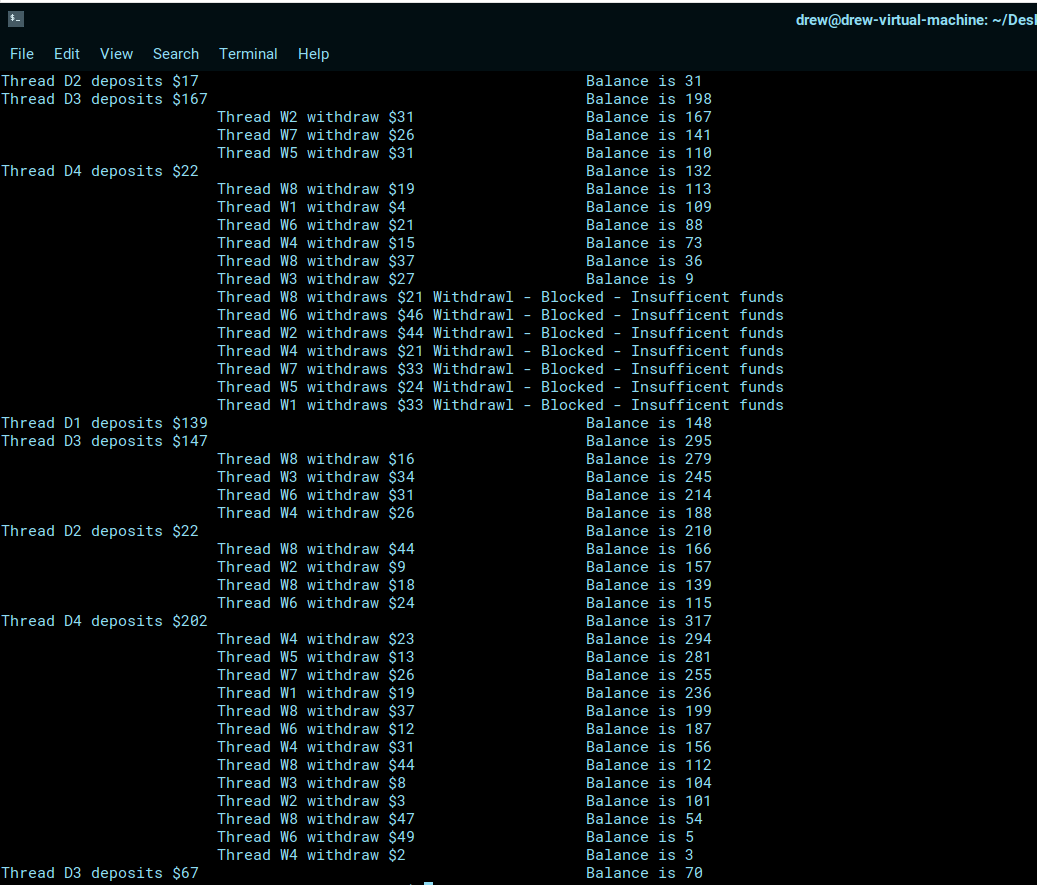 $_
drew@drew-virtual-machine: ~/Desk
File Edit View Search Terminal Help
Thread D2 deposits $17 Balance is 31
Thread D3 deposits $167 Balance is 198
Thread W2 withdraw $31 Balance is 167
Thread W7 withdraw $26 Balance is 141
Thread W5 withdraw $31 Balance is 110
Thread D4 deposits $22 Balance is 132
Thread W8 withdraw $19 Balance is 113
Thread W1 withdraw $4 Balance is 109
Thread W6 withdraw $21 Balance is 88
Thread W4 withdraw $15 Balance is 73
Thread W8 withdraw $37 Balance is 36
Thread W3 withdraw $27 Balance is 9
Thread W8 withdraws $21 Withdrawl - Blocked - Insufficent funds
Thread W6 withdraws $46 Withdrawl - Blocked - Insufficent funds
Thread W2 withdraws $44 Withdrawl - Blocked - Insufficent funds
Thread W4 withdraws $21 Withdrawl - Blocked - Insufficent funds
Thread W7 withdraws $33 Withdrawl - Blocked - Insufficent funds
Thread W5 withdraws $24 Withdrawl - Blocked - Insufficent funds
Thread W1 withdraws $33 Withdrawl - Blocked - Insufficent funds
Thread D1 deposits $139 Balance is 148
Thread D3 deposits $147 Balance is 295
Thread W8 withdraw $16 Balance is 279
Thread W3 withdraw $34 Balance is 245
Thread W6 withdraw $31 Balance is 214
Thread W4 withdraw $26 Balance is 188
Thread D2 deposits $22 Balance is 210
Thread W8 withdraw $44 Balance is 166
Thread W2 withdraw $9 Balance is 157
Thread W8 withdraw $18 Balance is 139
Thread W6 withdraw $24 Balance is 115
Thread D4 deposits $202 Balance is 317
Thread W4 withdraw $23 Balance is 294
Thread W5 withdraw $13 Balance is 281
Thread W7 withdraw $26 Balance is 255
Thread W1 withdraw $19 Balance is 236
Thread W8 withdraw $37 Balance is 199
Thread W6 withdraw $12 Balance is 187
Thread W4 withdraw $31 Balance is 156
Thread W8 withdraw $44 Balance is 112
Thread W3 withdraw $8 Balance is 104
Thread W2 withdraw $3 Balance is 101
Thread W8 withdraw $47 Balance is 54
Thread W6 withdraw $49 Balance is 5
Thread W4 withdraw $2 Balance is 3
Thread D3 deposits $67 Balance is 70